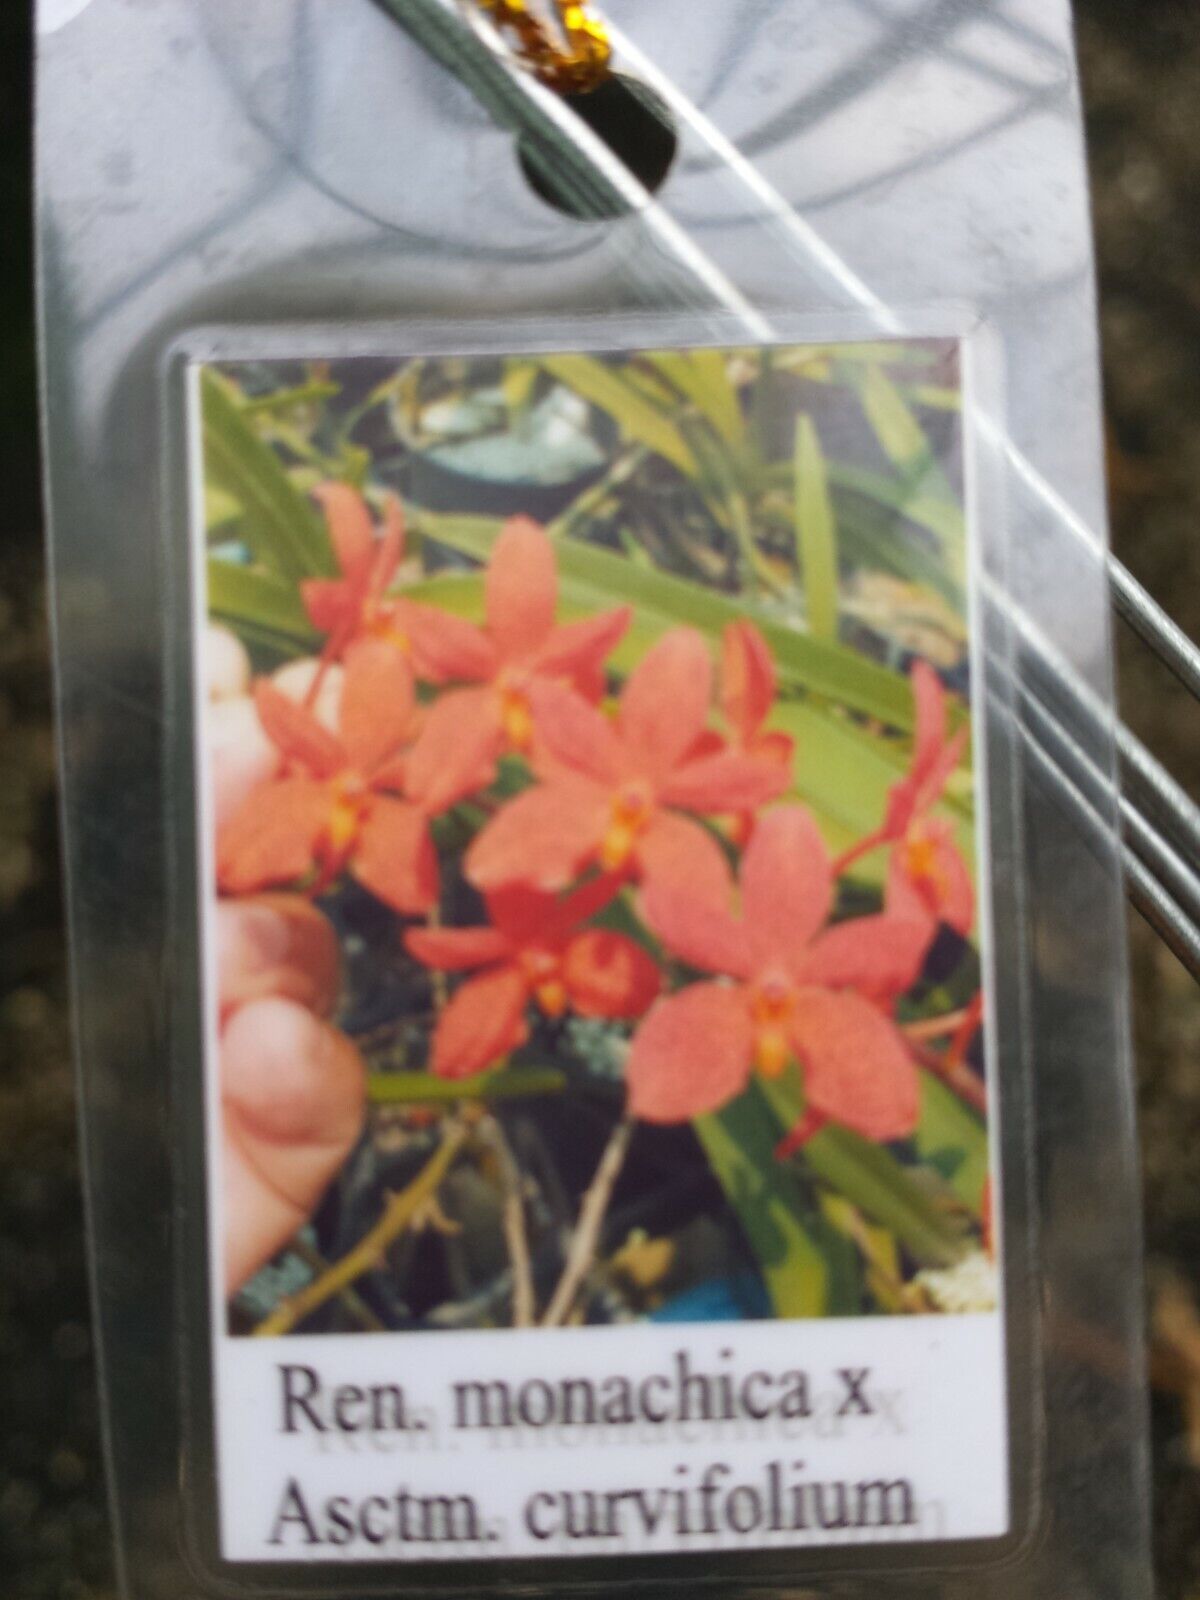 Ren. monachica x
Asctm. curvifolium